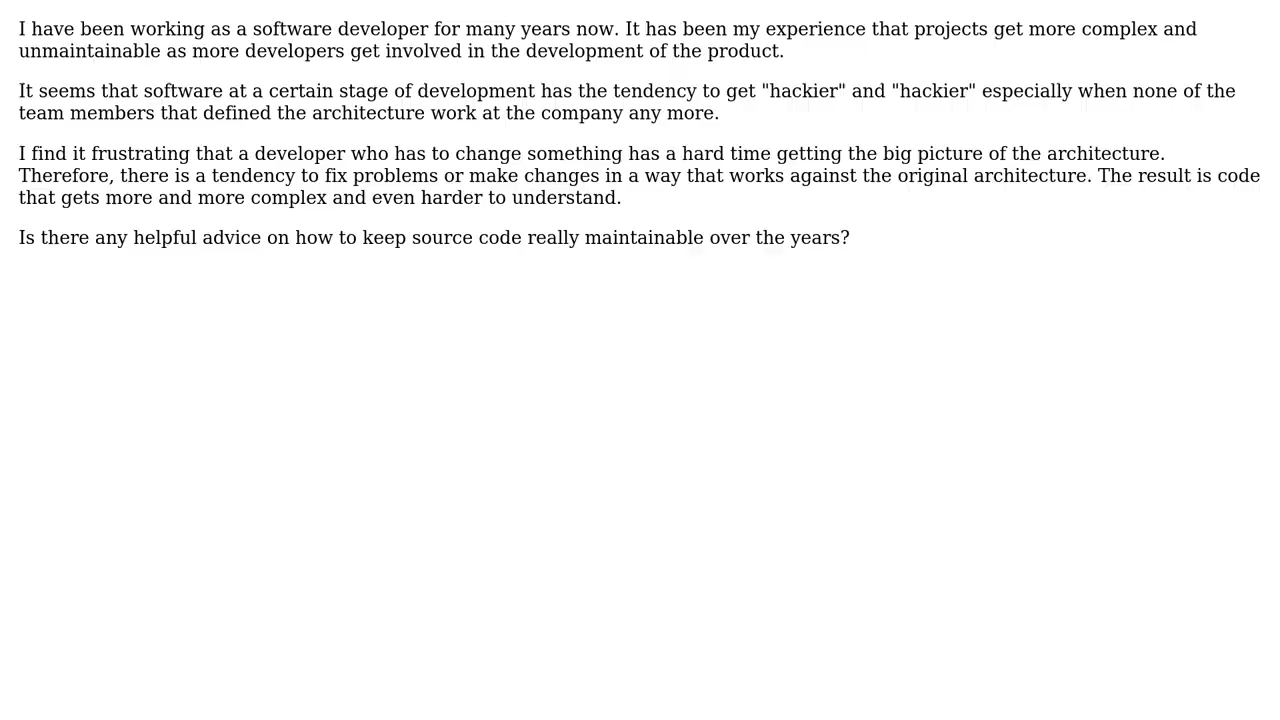 I have been working as a software developer for many years now. It has been my experience that projects get more complex and
unmaintainable as more developers get involved in the development of the product.
It seems that software at a certain stage of development has the tendency to get "hackier" and "hackier" especially when none of the
team members that defined the architecture work at the company any more.
I find it frustrating that a developer who has to change something has a hard time getting the big picture of the architecture.
Therefore, there is a tendency to fix problems or make changes in a way that works against the original architecture. The result is code
that gets more and more complex and even harder to understand.
Is there any helpful advice on how to keep source code really maintainable over the years?